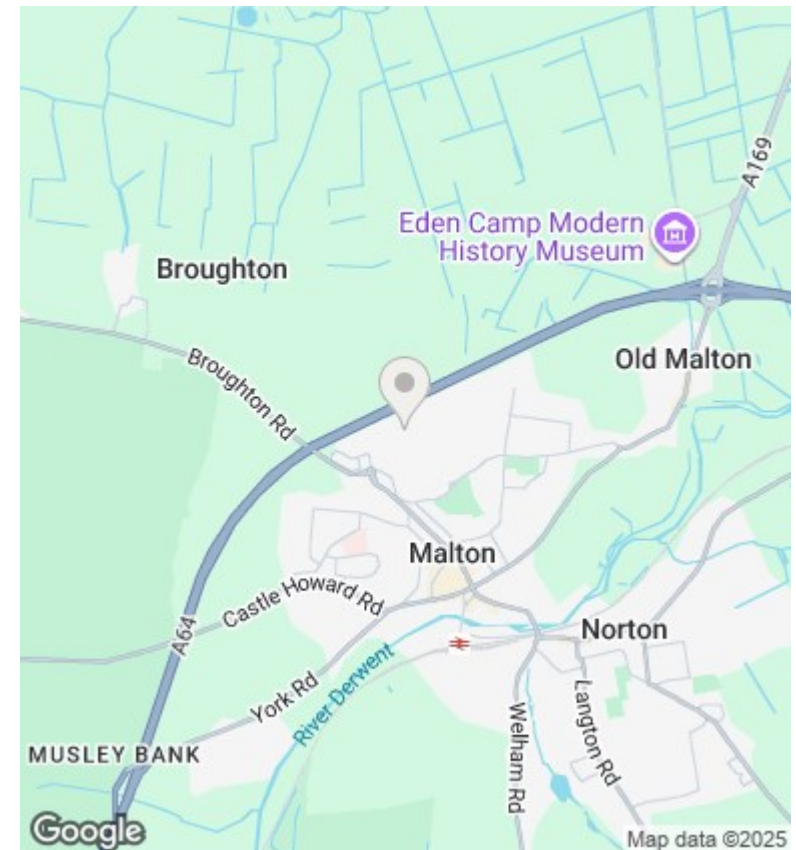 A169
Eden Camp Modern
History Museum
Broughton
Old Malton
Broughton Rd
Malton
Castle Howard Rd
A64
Norton
York Rd
River Derwent
Langton Rd
Welham Rd
MUSLEY BANK
Google
Map data ©2025